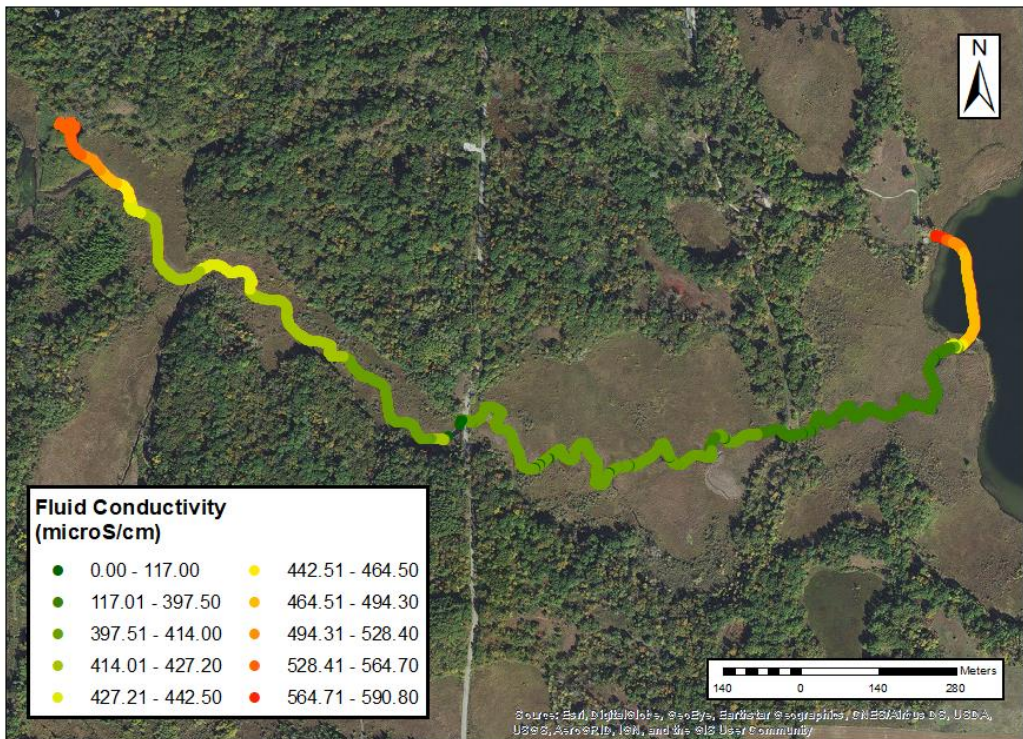 N
Fluid Conductivity
(microS/cm)
0.00 - 117.00
117.01 - 397.50
397.51 - 414.00
414.01 - 427.20
427.21 - 442.50
442.51 - 464.50
464.51 - 494.30
494.31 - 528.40
528.41 - 564.70
564.71 - 590.80
Meters
140 0 140 280
Source: Esri, DigitalGlobe, GeoEye, Earthstar Geographics, CNES/Airbus DS, USDA,
USGS, AeroGRID, IGN, and the GIS User Community